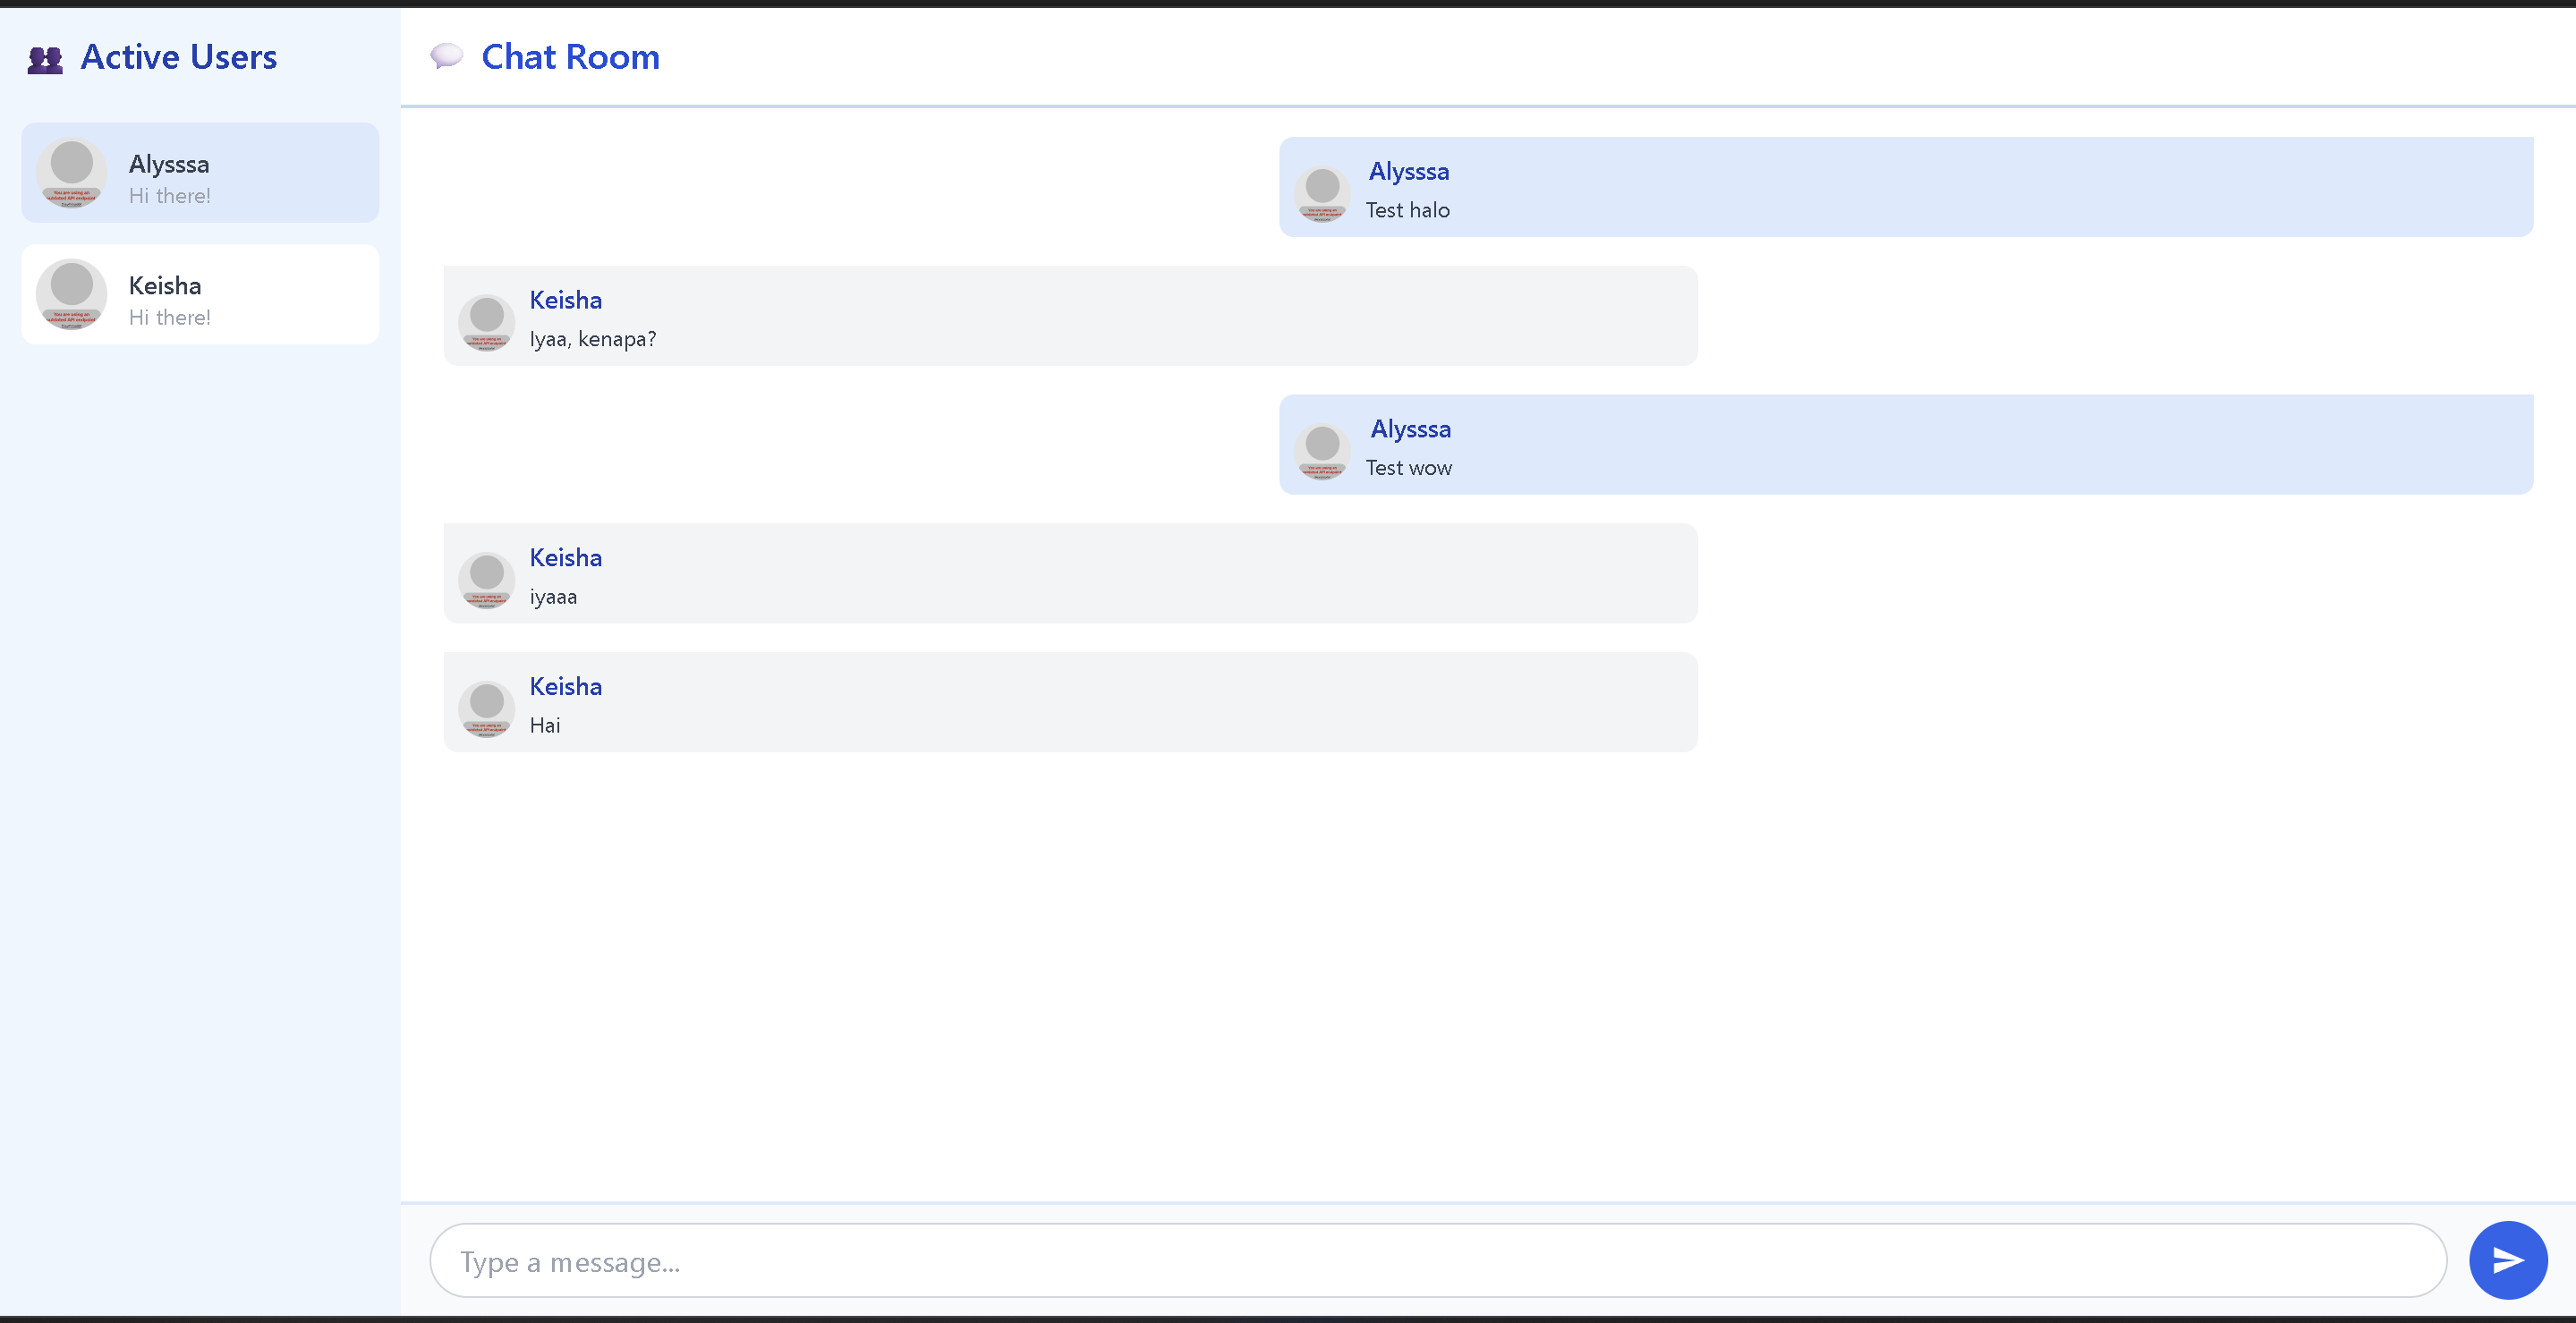 Active Users
Alysssa
Hi there!
Keisha
Hi there!
Chat Room
Alysssa
Test halo
Keisha
Iyaa, kenapa?
Alysssa
Test wow
Keisha
iyaaa
Keisha
Hai
Type a message...